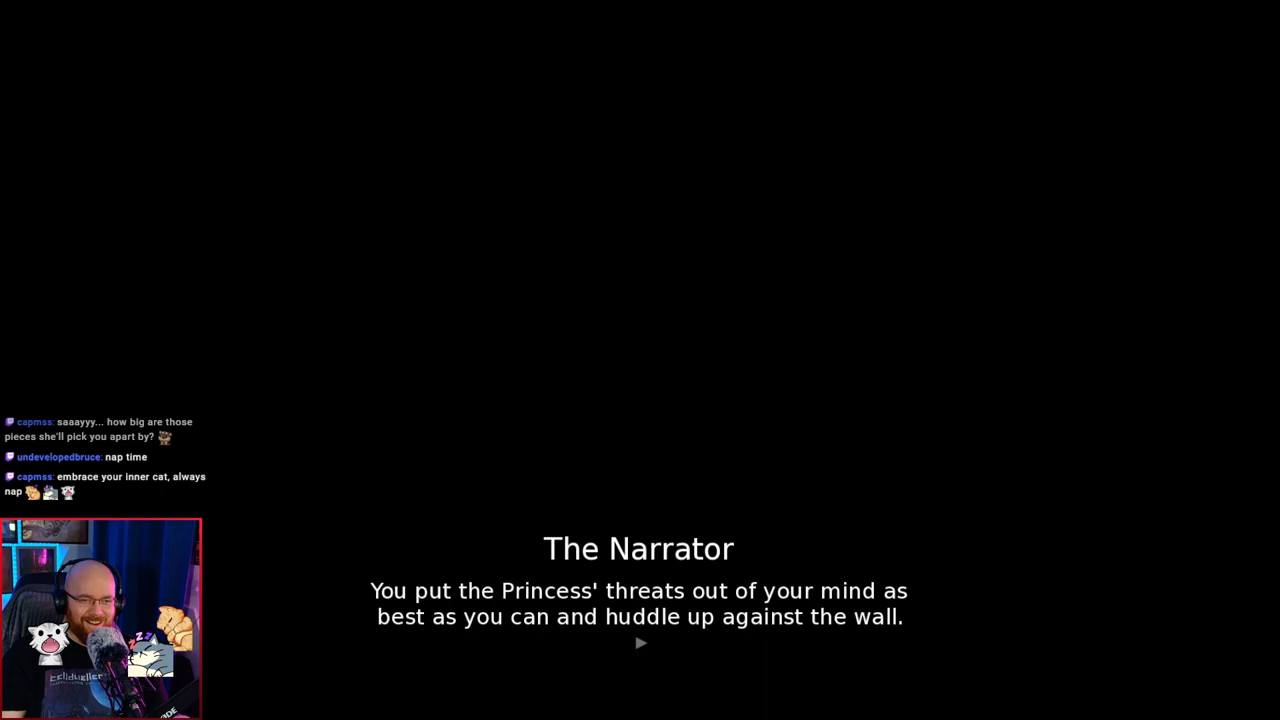 capmss: saaayyy... how big are those
pieces she'll pick you apart by?
undevelopedbruce: nap time
capmss: embrace your inner cat, always
nap
The Narrator
You put the Princess' threats out of your mind as
best as you can and huddle up against the wall.
celldweller
zZZ